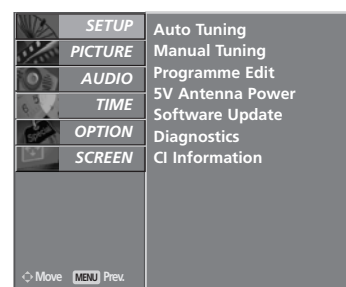 SETUP
PICTURE
AUDIO
TIME
OPTION
SCREEN
Auto Tuning
Manual Tuning
Programme Edit
5V Antenna Power
Software Update
Diagnostics
CI Information
Move MENU Prev.